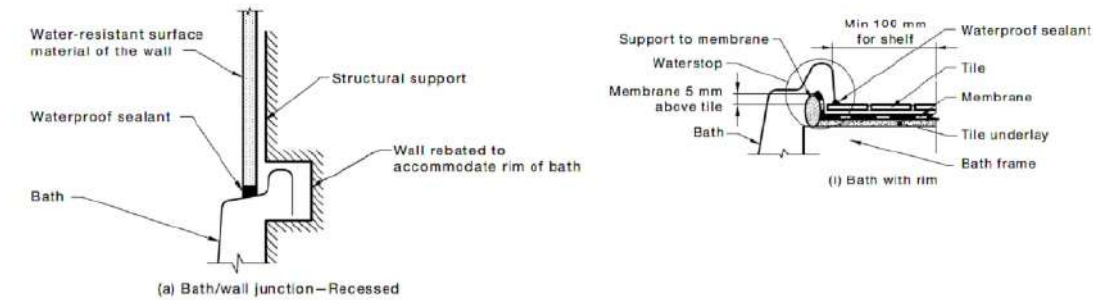 Water-resistant surface
material of the wall
Structural support
Waterproof sealant
Wall rebated to
accommodate rim of bath
Bath
(a) Bath/wall junction—Recessed
Min 100 mm
for shelf
Waterproof sealant
Support to membrane
Waterstop
Tile
Membrane 5 mm
above tile
Membrane
Bath
Tile underlay
Bath frame
(i) Bath with rim